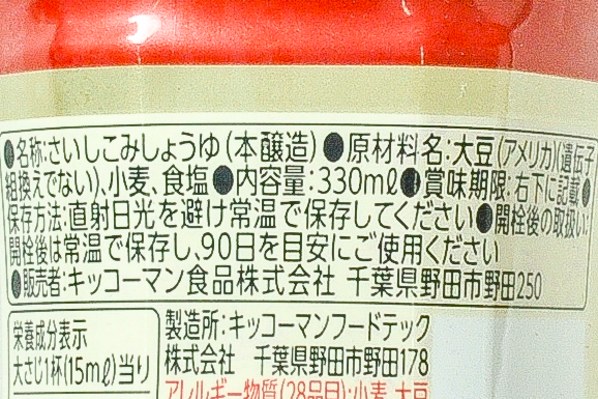 ●名称:さいしこみしょうゆ(本醸造)●原材料名:大豆(アメリカ)(遺伝子
組換えでない)、小麦、食塩●内容量:330mℓ●賞味期限:右下に記載●
保存方法:直射日光を避け常温で保存してください●開栓後の取扱い:
開栓後は常温で保存し、90日を目安にご使用ください
●販売者:キッコーマン食品株式会社 千葉県野田市野田250
栄養成分表示
大さじ1杯(15mℓ)当り
製造所:キッコーマンフードテック
株式会社 千葉県野田市野田178
アレルギー物質(28品目):小麦、大豆